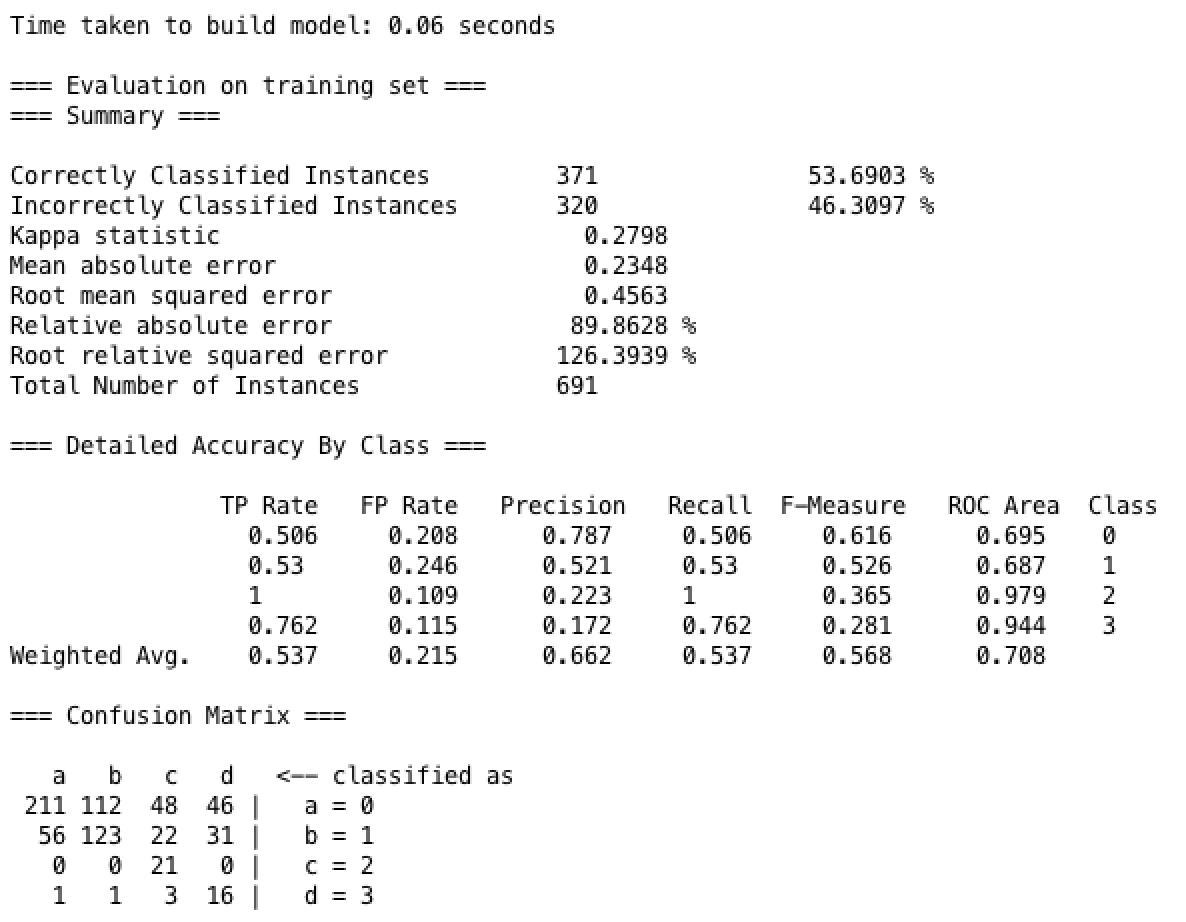 Time taken to build model: 0.06 seconds
=== Evaluation on training set ===
=== Summary ===
Correctly Classified Instances 371 53.6903 %
Incorrectly Classified Instances 320 46.3097 %
Kappa statistic 0.2798
Mean absolute error 0.2348
Root mean squared error 0.4563
Relative absolute error 89.8628 %
Root relative squared error 126.3939 %
Total Number of Instances 691
=== Detailed Accuracy By Class ===
TP Rate FP Rate Precision Recall F-Measure ROC Area Class
0.506 0.208 0.787 0.506 0.616 0.695 0
0.53 0.246 0.521 0.53 0.526 0.687 1
1 0.109 0.223 1 0.365 0.979 2
0.762 0.115 0.172 0.762 0.281 0.944 3
Weighted Avg. 0.537 0.215 0.662 0.537 0.568 0.708
=== Confusion Matrix ===
a b c d <-- classified as
211 112 48 46 | a = 0
56 123 22 31 | b = 1
0 0 21 0 | c = 2
1 1 3 16 | d = 3